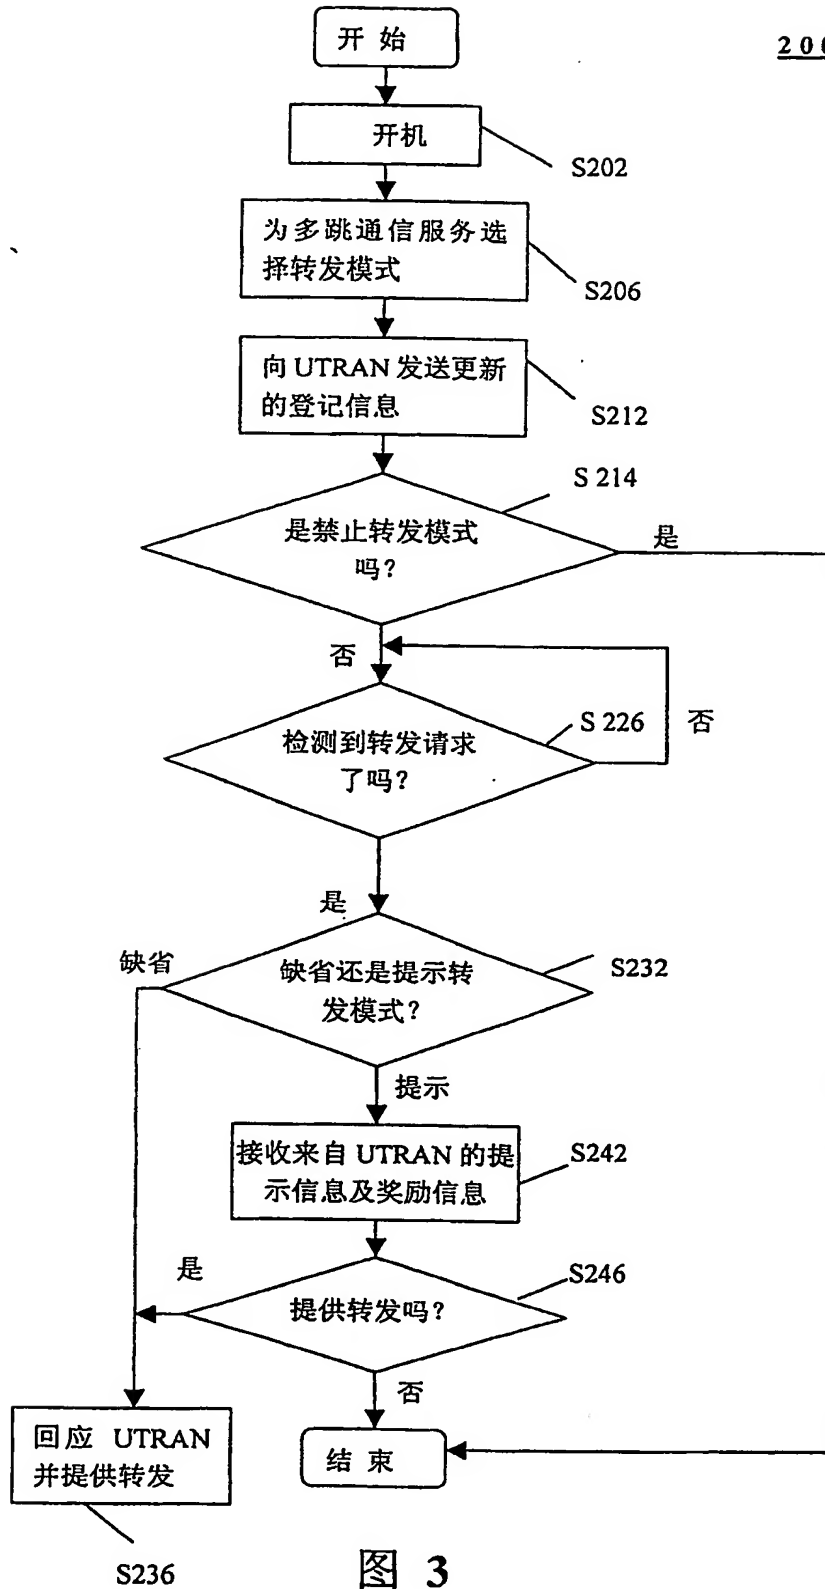 开 始
200
开机
S202
为多跳通信服务选
择转发模式
S206
向 UTRAN 发送更新
的登记信息
S212
S 214
是禁止转发模式
吗?
是
否
检测到转发请求
了吗?
S 226
否
是
缺省
缺省还是提示转
发模式?
S232
提示
接收来自 UTRAN 的提
示信息及奖励信息
S242
是
提供转发吗?
S246
否
回应 UTRAN
并提供转发
结 束
S236
图 3